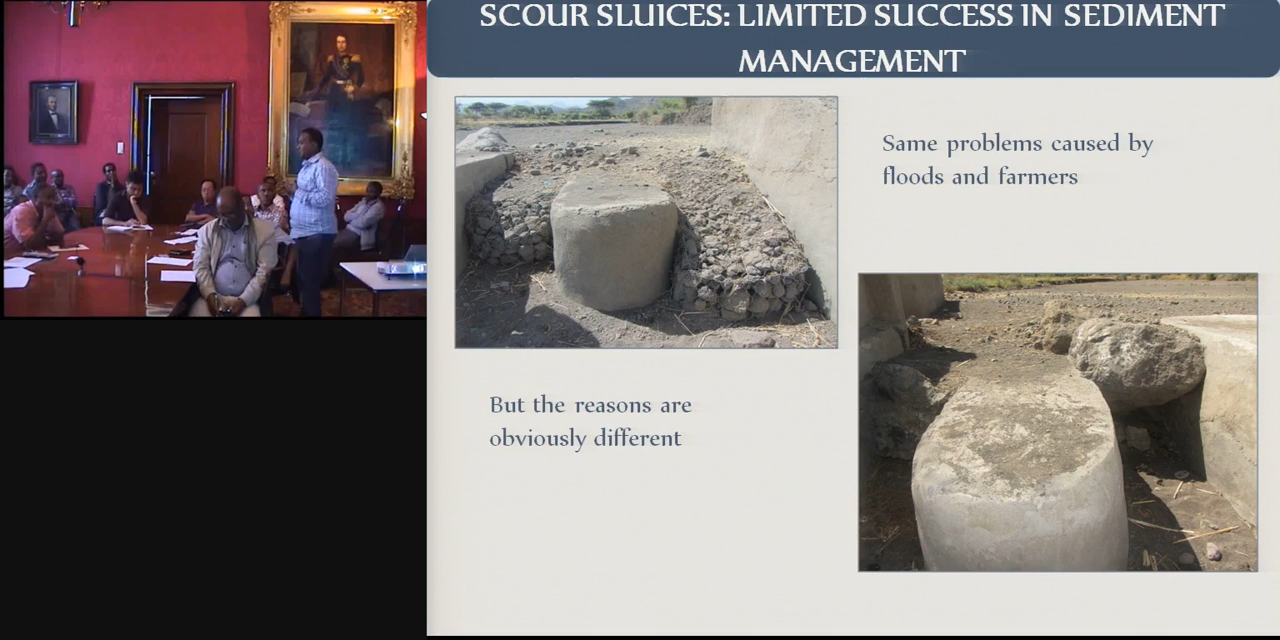 SCOUR SLUICES: LIMITED SUCCESS IN SEDIMENT
MANAGEMENT
Same problems caused by
floods and farmers
But the reasons are
obviously different